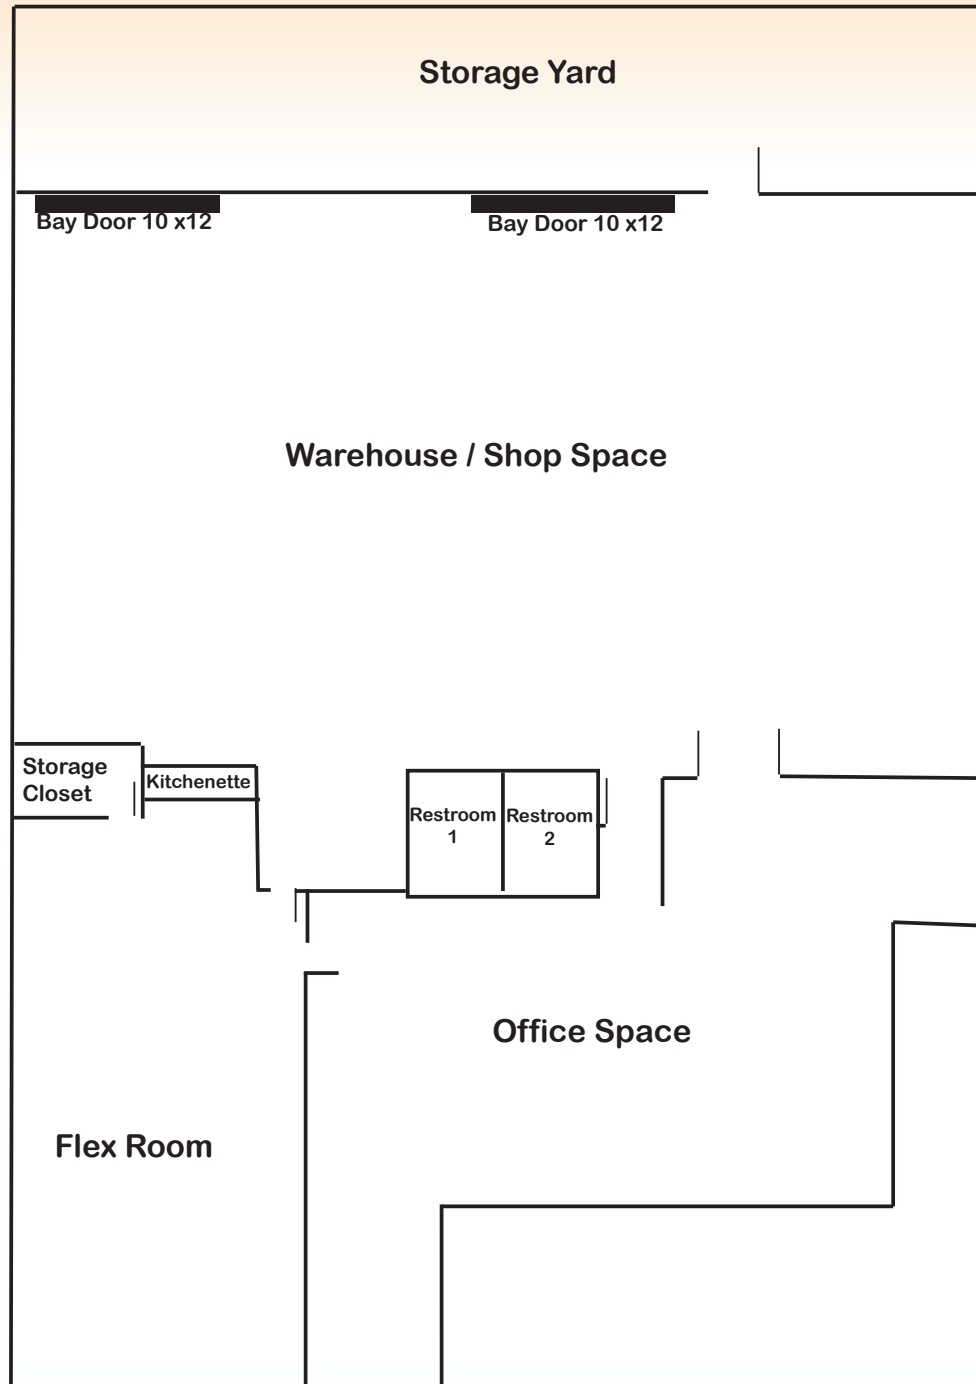 Storage Yard
Bay Door 10 x12
Bay Door 10 x12
Warehouse / Shop Space
Storage
Closet
Kitchenette
Restroom
1
Restroom
2
Office Space
Flex Room